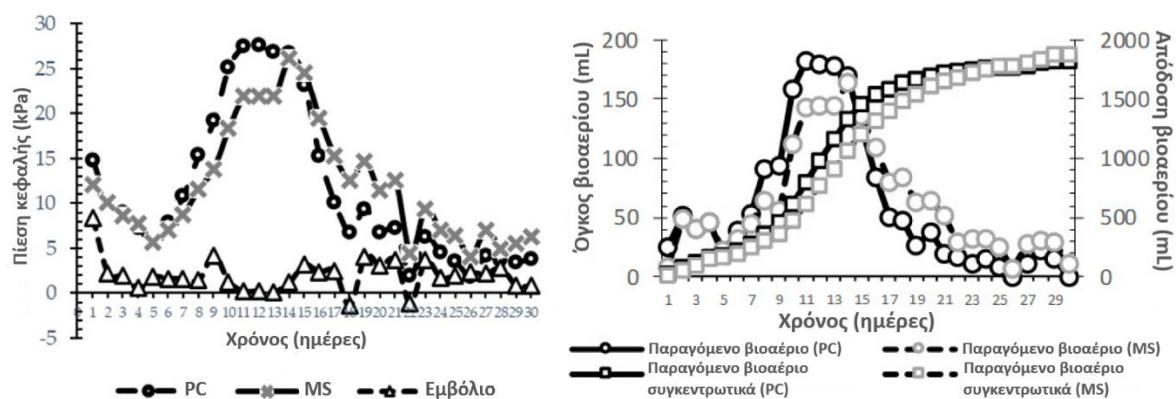 30
25
20
15
10
5
0
-5
Πίεση κεφαλής (kPa)
0 1 2 3 4 5 6 7 8 9 10 11 12 13 14 15 16 17 18 19 20 21 22 23 24 25 26 27 28 29 30
Χρόνος (ημέρες)
PC MS Εμβόλιο
200
150
100
50
0
Όγκος βιοαερίου (mL)
2000
1500
1000
500
0
Απόδοση βιοαερίου (mL)
1 3 5 7 9 11 13 15 17 19 21 23 25 27 29
Χρόνος (ημέρες)
Παραγόμενο βιοαέριο (PC) Παραγόμενο βιοαέριο (MS)
Παραγόμενο βιοαέριο Παραγόμενο βιοαέριο
συγκεντρωτικά (PC) συγκεντρωτικά (MS)